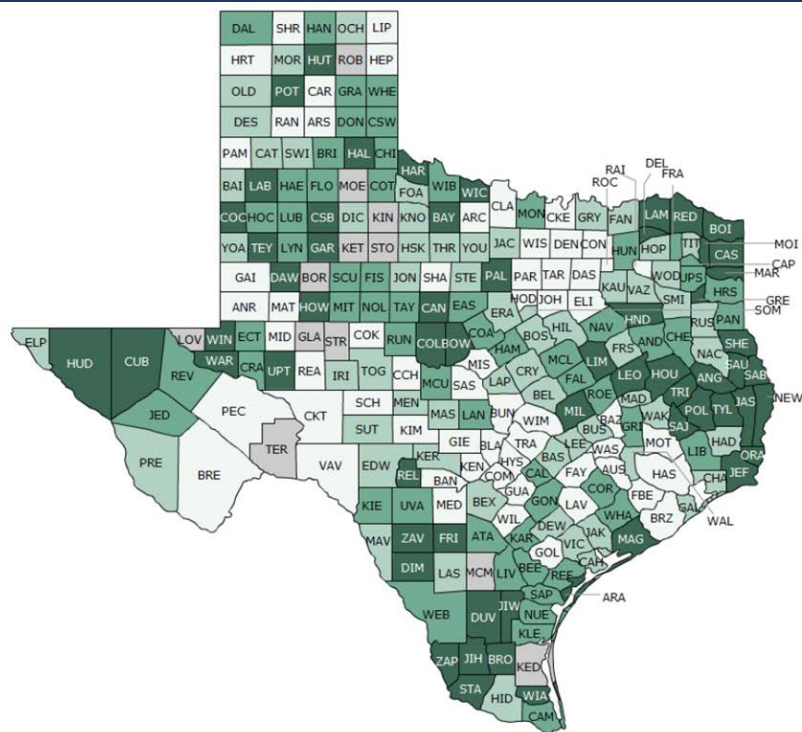 DAL SHR HAN OCH LIP
HRT MOR HUT ROB HEP
OLD POT CAR GRA WHE
DES RAN ARS DON CSW
PAM CAT SWI BRI HAL CHI
HAR
BAI LAB HAE FLO MOE COT FOA WIB WIC
COC HOC LUB CSB DIC KIN KNO BAY ARC CLA MON CKE GRY FAN LAM RED BOI
RAI DEL
ROC FRA
YOA TEY LYN GAR KET STO HSK THR YOU JAC WIS DEN CON HUN HOP TIT MOI
CAS
CAP
MAR
GAI DAW BOR SCU FIS JON SHA STE PAL PAR TAR DAS KAU VAZ WOD UPS HRS
GRE
SOM
ANR MAT HOW MIT NOL TAY CAN EAS ERA HOD JOH ELI SMI RUS PAN
HND
ELP HUD CUB LOV WIN ECT MID GLA STR COK RUN COL BOW COA HAM BOS HIL NAV AND CHE
SHE
WAR CRA UPT REA IRI TOG CCH MIS MCL LIM FRS NAC SAU SAB
REV MCU SAS LAP CRY FAL LEO HOU ANG
BEL ROE TRI
NEW
JED PEC CKT SCH MEN MAS LAN BUN MIL MAD POL TYL JAS
SUT KIM WIM BUS BAZ GRI WAK SAJ
PRE BRE TER VAV EDW KER GIE BLA TRA LEE WAS MOT LIB HAD ORA
REL KEN HYS BAS JEF
BAN COM CAL FAY AUS HAS CHA
KIE UVA MED BEX GUA GON LAV COR FBE GAL
WIL WHA BRZ WAL
MAV ZAV FRI ATA KAR DEW VIC JAK MAG
GOL CAH
DIM LAS MCM LIV BEE REE
SAP ARA
WEB DUV JIW NUE
KLE
ZAP JIH BRO KED
STA HID WIA
CAM